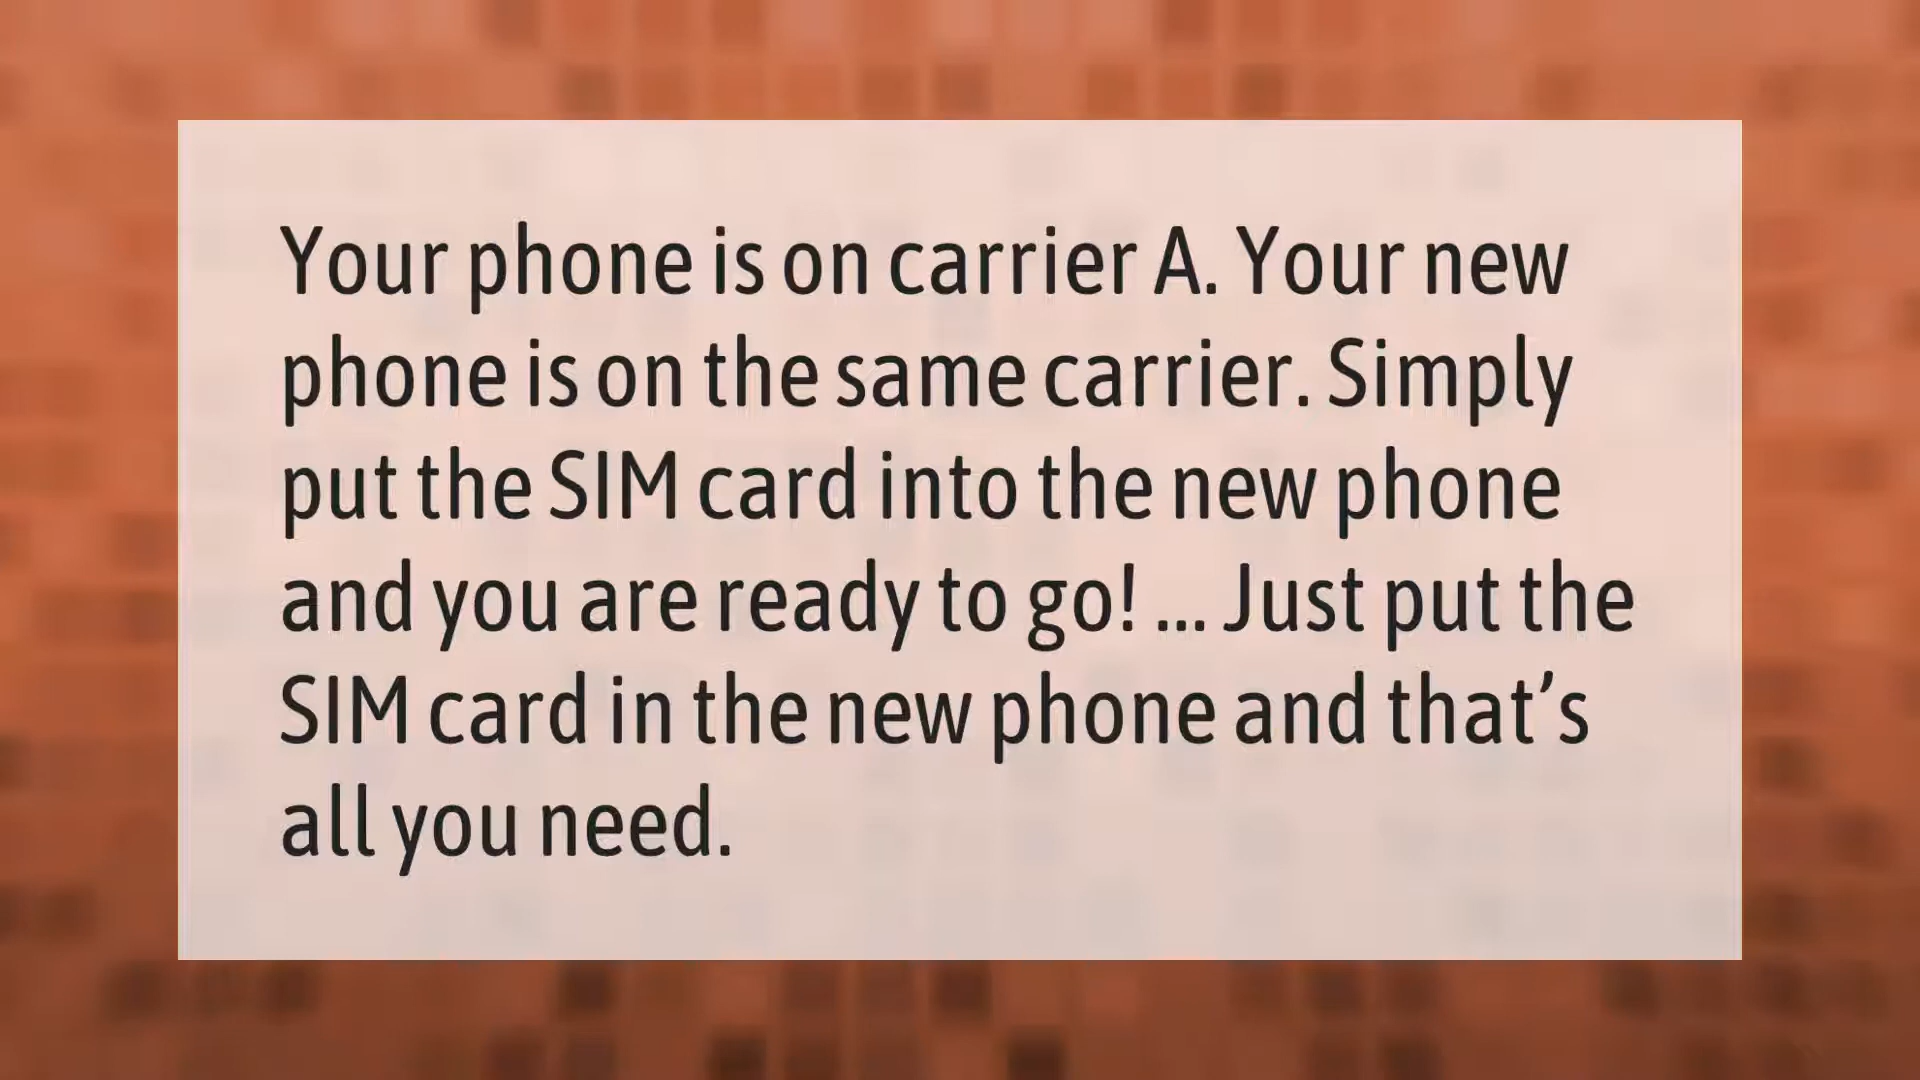 Your phone is on carrier A. Your new
phone is on the same carrier. Simply
put the SIM card into the new phone
and you are ready to go! ... Just put the
SIM card in the new phone and that’s
all you need.